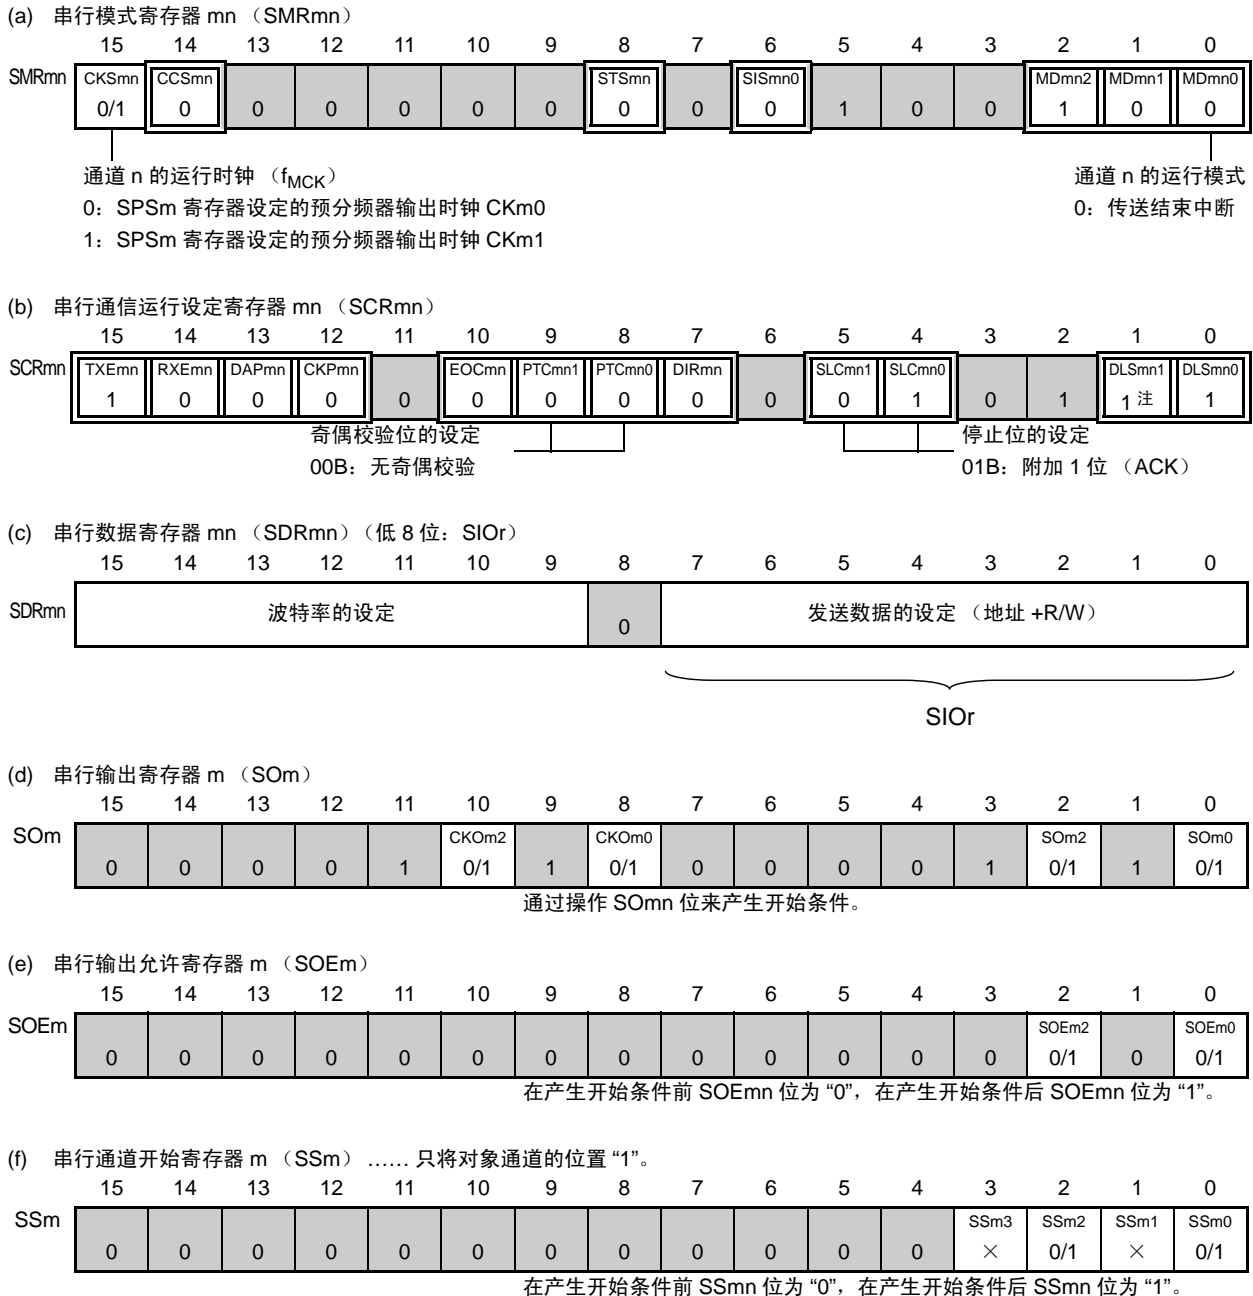 (a) 串行模式寄存器 mn （SMRmn）
15 14 13 12 11 10 9 8 7 6 5 4 3 2 1 0
SMRmn CKSmn CCSmn STSmn SISmn0 MDmn2 MDmn1 MDmn0
0/1 0 0 0 0 0 0 0 0 0 1 0 0 1 0 0
通道 n 的运行时钟 （fMCK） 通道 n 的运行模式
0：SPSm 寄存器设定的预分频器输出时钟 CKm0 0：传送结束中断
1：SPSm 寄存器设定的预分频器输出时钟 CKm1
(b) 串行通信运行设定寄存器 mn （SCRmn）
15 14 13 12 11 10 9 8 7 6 5 4 3 2 1 0
SCRmn TXEmn RXEmn DAPmn CKPmn EOCmn PTCmn1 PTCmn0 DIRmn SLCmn1 SLCmn0 DLSmn1 DLSmn0
1 0 0 0 0 0 0 0 0 0 0 1 0 1 1 注 1
奇偶校验位的设定 停止位的设定
00B：无奇偶校验 01B：附加 1 位 （ACK）
(c) 串行数据寄存器 mn （SDRmn）（低 8 位：SIOr）
15 14 13 12 11 10 9 8 7 6 5 4 3 2 1 0
SDRmn 波特率的设定 0 发送数据的设定 （地址 +R/W）
SIOr
(d) 串行输出寄存器 m （SOm）
15 14 13 12 11 10 9 8 7 6 5 4 3 2 1 0
SOm CKOm2 CKOm0 SOm2 SOm0
0 0 0 0 1 0/1 1 0/1 0 0 0 0 1 0/1 1 0/1
通过操作 SOmn 位来产生开始条件。
(e) 串行输出允许寄存器 m （SOEm）
15 14 13 12 11 10 9 8 7 6 5 4 3 2 1 0
SOEm SOEm2 SOEm0
0 0 0 0 0 0 0 0 0 0 0 0 0 0/1 0 0/1
在产生开始条件前 SOEmn 位为 “0”，在产生开始条件后 SOEmn 位为 “1”。
(f) 串行通道开始寄存器 m （SSm） …… 只将对象通道的位置 “1”。
15 14 13 12 11 10 9 8 7 6 5 4 3 2 1 0
SSm SSm3 SSm2 SSm1 SSm0
0 0 0 0 0 0 0 0 0 0 0 0 × 0/1 × 0/1
在产生开始条件前 SSmn 位为 “0”，在产生开始条件后 SSmn 位为 “1”。